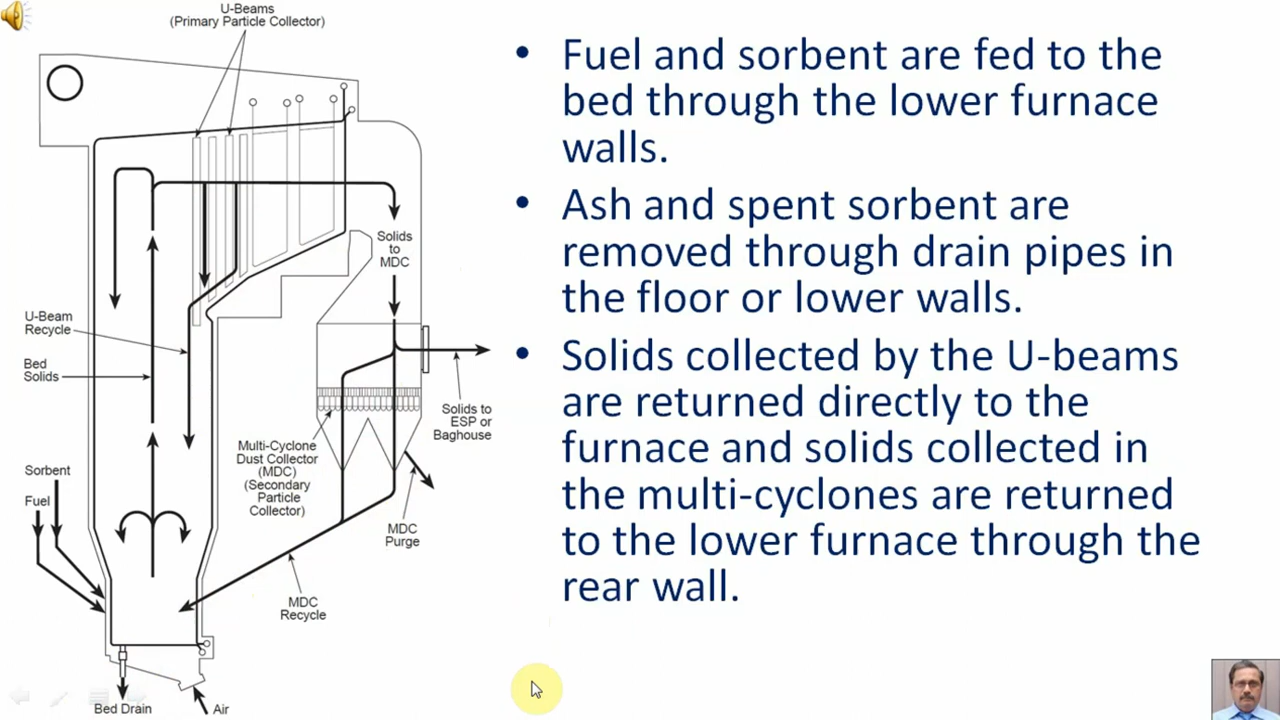 U-Beams
(Primary Particle Collector)
Solids
to
MDC
U-Beam
Recycle
Bed
Solids
Solids to
ESP or
Baghouse
Multi-Cyclone
Dust Collector
(MDC)
(Secondary
Particle
Collector)
Sorbent
Fuel
MDC
Purge
MDC
Recycle
Bed Drain
Air
• Fuel and sorbent are fed to the
bed through the lower furnace
walls.
• Ash and spent sorbent are
removed through drain pipes in
the floor or lower walls.
• Solids collected by the U-beams
are returned directly to the
furnace and solids collected in
the multi-cyclones are returned
to the lower furnace through the
rear wall.